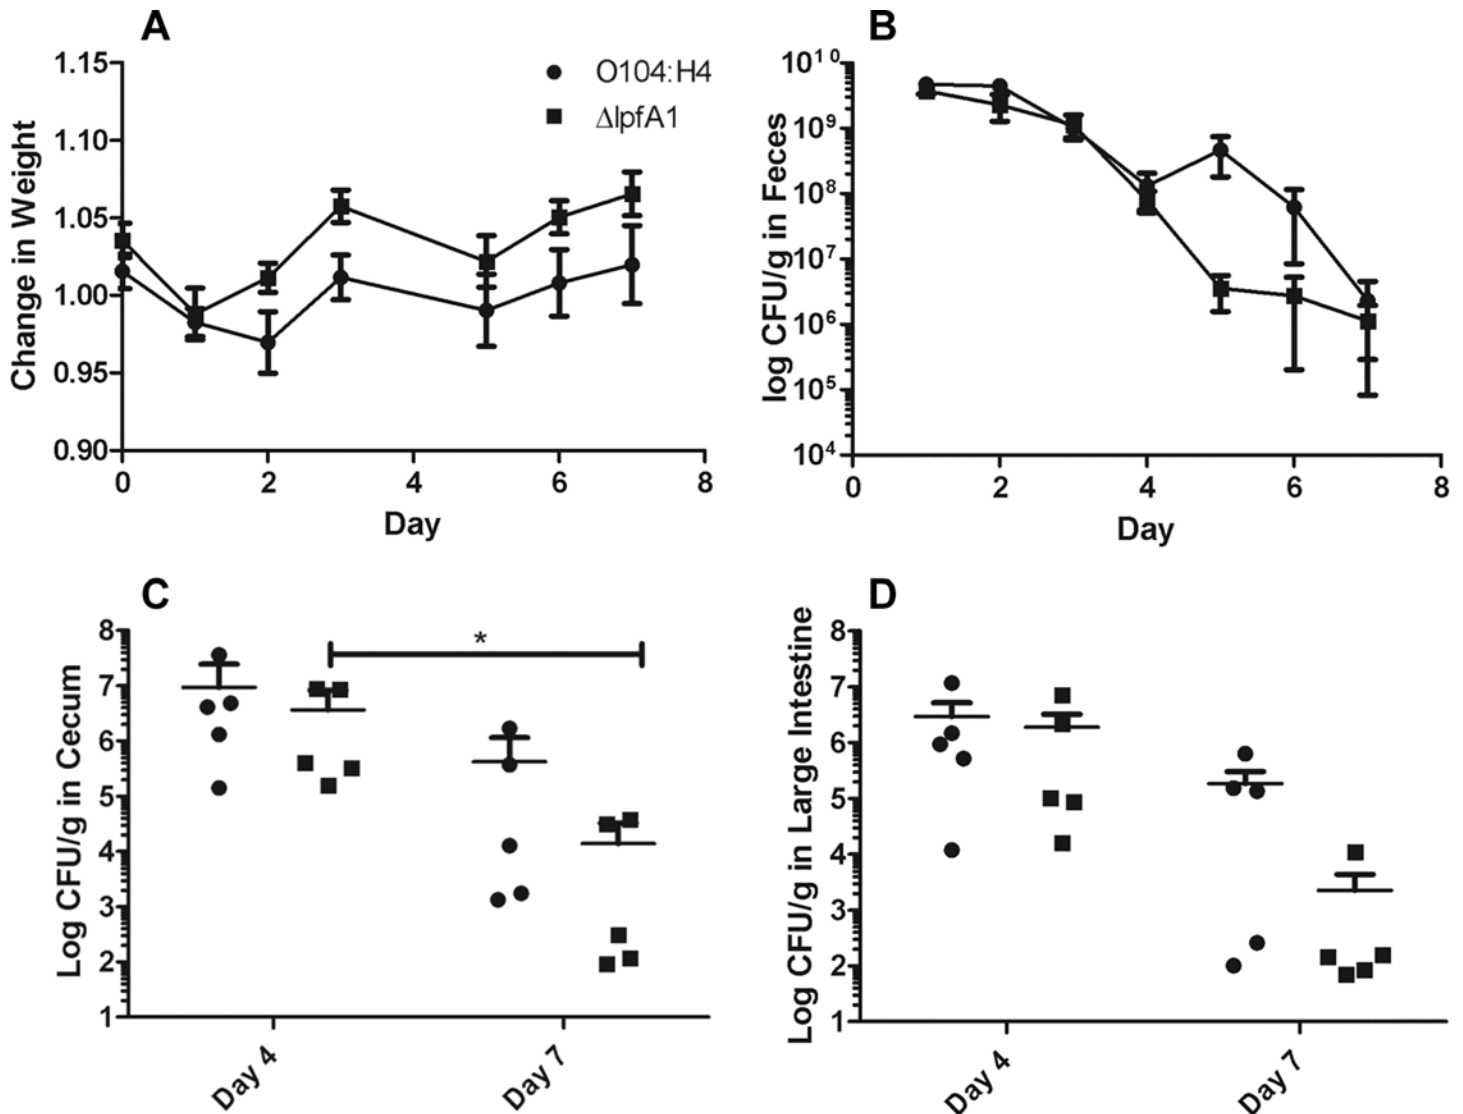 A
1.15
1.10
1.05
1.00
0.95
0.90
Change in Weight
0 2 4 6 8
Day
O104:H4
ΔlpfA1
B
10¹⁰
10⁹
10⁸
10⁷
10⁶
10⁵
10⁴
log CFU/g in Feces
0 2 4 6 8
Day
C
8
7
6
5
4
3
2
1
Log CFU/g in Cecum
*
Day 4
Day 7
D
8
7
6
5
4
3
2
1
Log CFU/g in Large Intestine
Day 4
Day 7